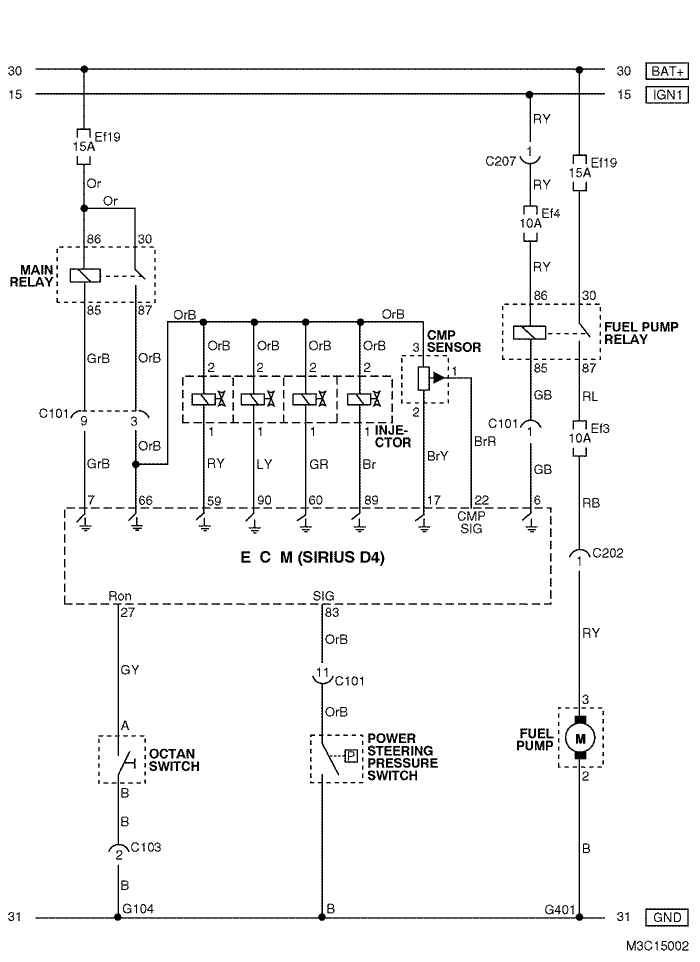 30 30 BAT+
15 15 IGN1
RY
Ef19
15A
1
C207
Ef19
15A
Or
RY
Or
Ef4
10A
86 30
RY
MAIN
RELAY
86 30
85 87
OrB OrB
FUEL PUMP
RELAY
CMP
SENSOR
OrB OrB OrB OrB
3
GrB OrB
2 2 2 2
1
85 87
GB RL
C101
9 3
2
C101
1
Ef3
10A
1 1 1 1
INJE-
CTOR
OrB
BrR
GrB
RY LY GR Br
BrY
GB
7 66 59 90 60 89 17 22 6
RB
CMP
SIG
E C M (SIRIUS D4)
C202
1
Ron SIG
27 83
RY
OrB
GY
11
C101
3
OrB
A
OCTAN
SWITCH
P
POWER
STEERING
PRESSURE
SWITCH
FUEL
PUMP
M
2
B
B
B
C103
2
B
G104 B G401
31 31 GND
M3C15002